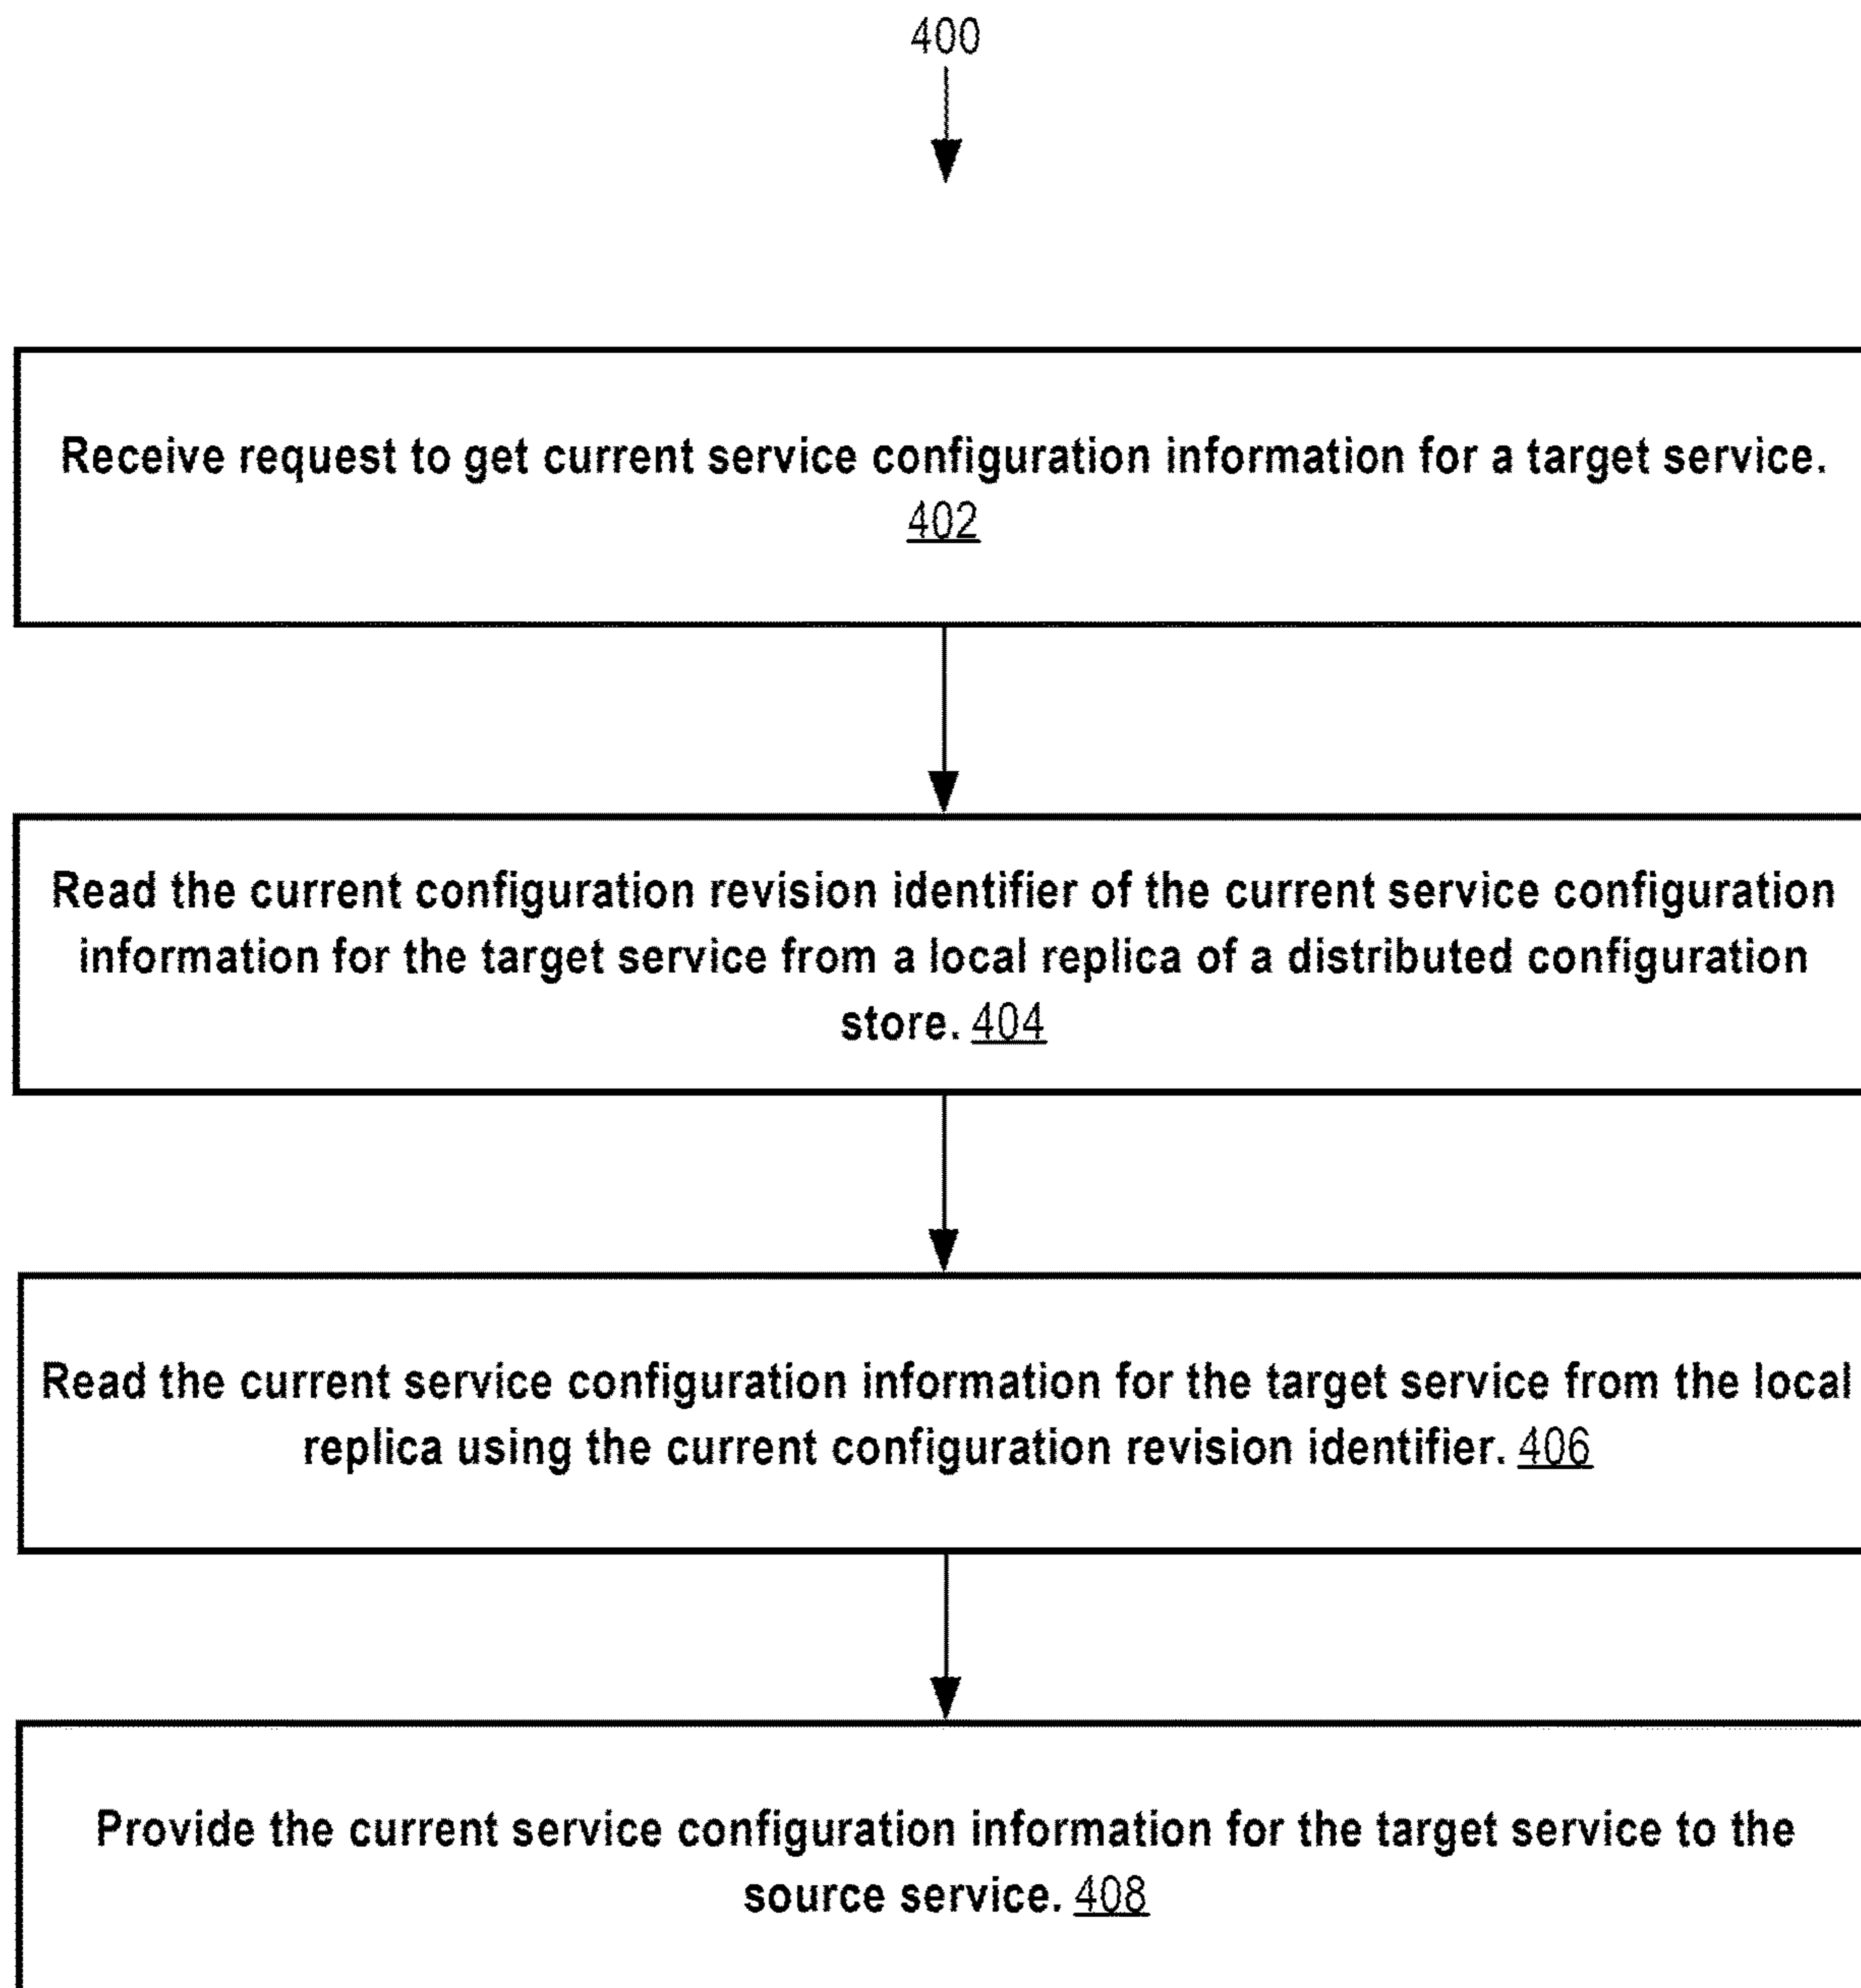 400
Receive request to get current service configuration information for a target service.
402
Read the current configuration revision identifier of the current service configuration
information for the target service from a local replica of a distributed configuration
store. 404
Read the current service configuration information for the target service from the local
replica using the current configuration revision identifier. 406
Provide the current service configuration information for the target service to the
source service. 408